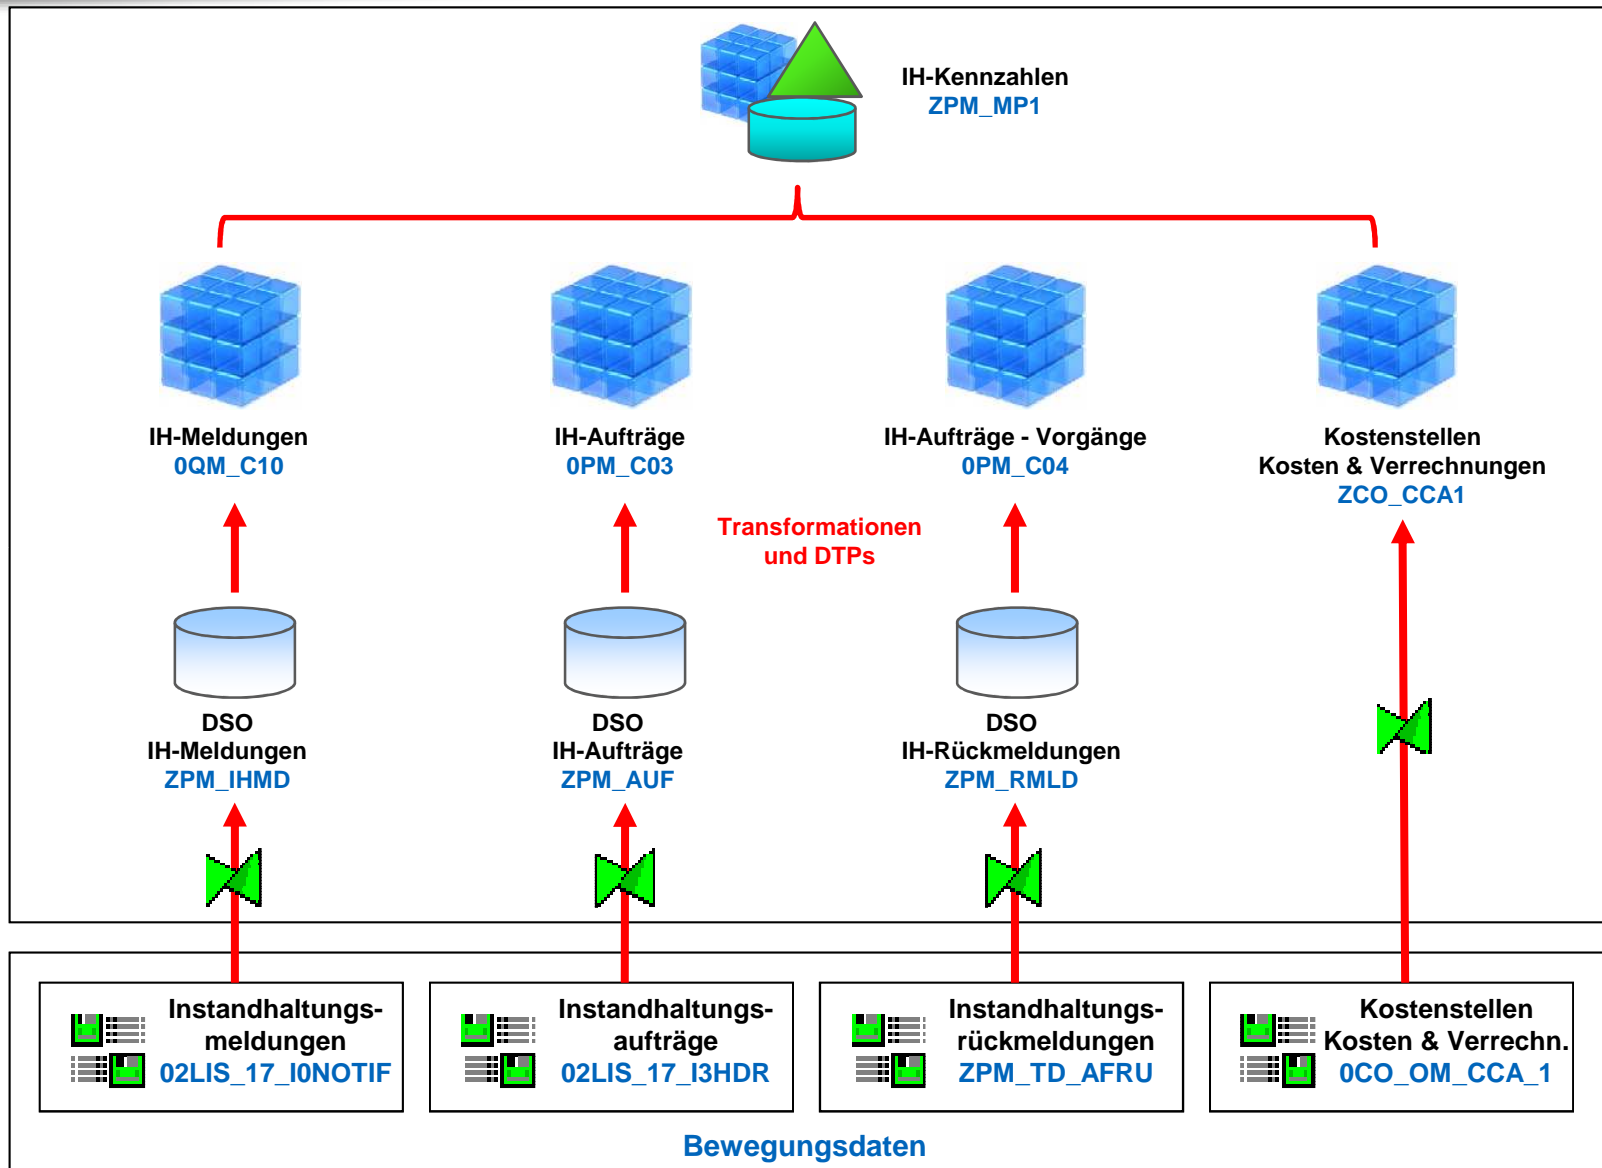 IH-Kennzahlen
ZPM_MP1
IH-Meldungen
0QM_C10
IH-Aufträge
0PM_C03
IH-Aufträge - Vorgänge
0PM_C04
Kostenstellen
Kosten & Verrechnungen
ZCO_CCA1
Transformationen
und DTPs
DSO
IH-Meldungen
ZPM_IHMD
DSO
IH-Aufträge
ZPM_AUF
DSO
IH-Rückmeldungen
ZPM_RMLD
Instandhaltungs-
meldungen
02LIS_17_I0NOTIF
Instandhaltungs-
aufträge
02LIS_17_I3HDR
Instandhaltungs-
rückmeldungen
ZPM_TD_AFRU
Kostenstellen
Kosten & Verrechn.
0CO_OM_CCA_1
Bewegungsdaten